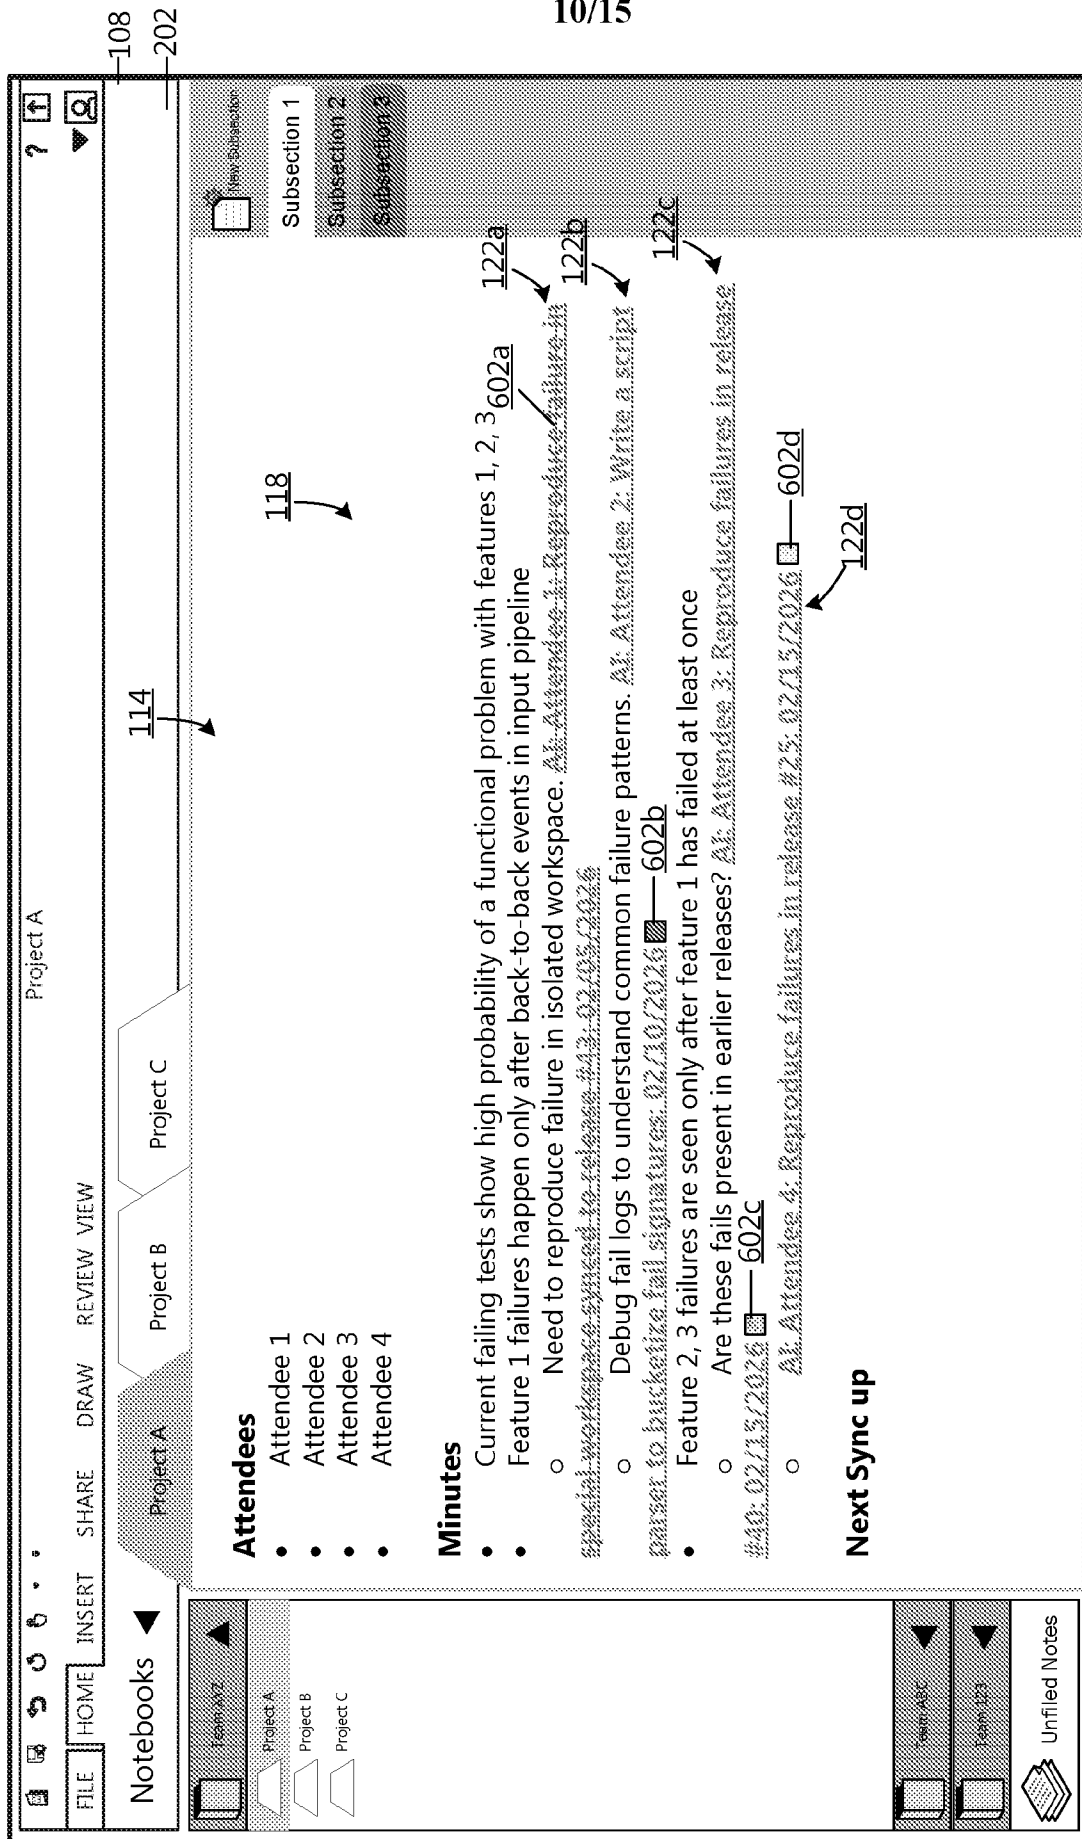 10/15
Project A
?
108
202
FILE HOME INSERT SHARE DRAW REVIEW VIEW
Notebooks
Project A
Project B
Project C
114
Team XYZ
Project A
Project B
Project C
Team ABC
Team 123
Unfiled Notes
New Subsection
Subsection 1
Subsection 2
Subsection 3
118
Attendees
• Attendee 1
• Attendee 2
• Attendee 3
• Attendee 4
Minutes
• Current failing tests show high probability of a functional problem with features 1, 2, 3
• Feature 1 failures happen only after back-to-back events in input pipeline
602a
122a
○ Need to reproduce failure in isolated workspace. AI: Attendee 1: Reproduce failure in
special workspace synced to release #43: 02/05/2026
122b
○ Debug fail logs to understand common failure patterns. AI: Attendee 2: Write a script
parser to bucketize fail signatures: 02/10/2026
602b
• Feature 2, 3 failures are seen only after feature 1 has failed at least once
122c
○ Are these fails present in earlier releases? AI: Attendee 3: Reproduce failures in release
#40: 02/15/2026
602c
○ AI: Attendee 4: Reproduce failures in release #25: 02/15/2026
602d
122d
Next Sync up